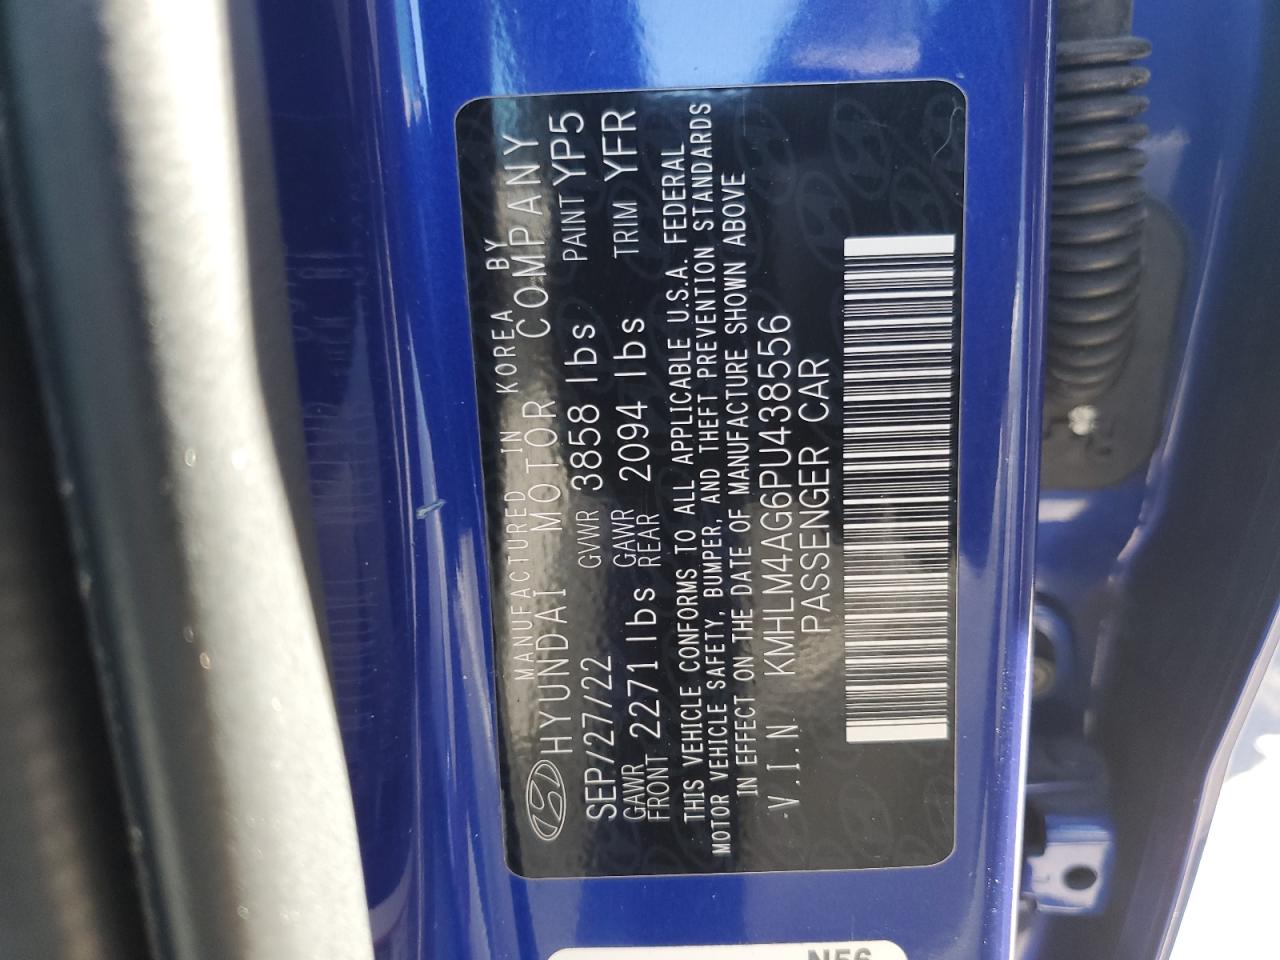 MANUFACTURED IN KOREA BY
HYUNDAI MOTOR COMPANY
SEP/27/22 GVWR 3858 lbs PAINT YP5
GAWR FRONT 2271 lbs GAWR REAR 2094 lbs TRIM YFR
THIS VEHICLE CONFORMS TO ALL APPLICABLE U.S.A. FEDERAL
MOTOR VEHICLE SAFETY, BUMPER, AND THEFT PREVENTION STANDARDS
IN EFFECT ON THE DATE OF MANUFACTURE SHOWN ABOVE
V.I.N KMHLM4AG6PU438556
PASSENGER CAR
N56